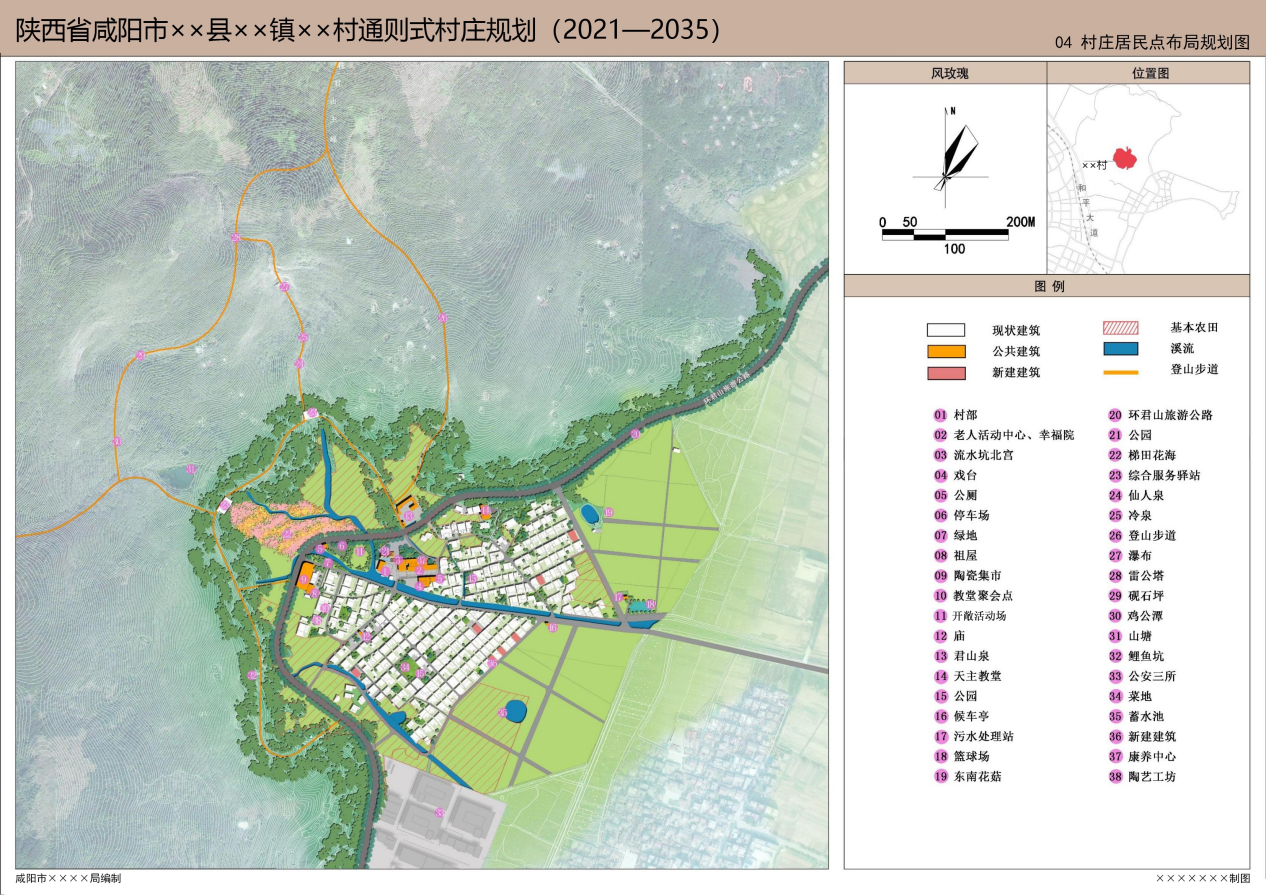 陕西省咸阳市××县××镇××村通则式村庄规划（2021—2035）
04 村庄居民点布局规划图
风玫瑰
位置图
N
0 50 200M
100
××村
和平大道
图 例
现状建筑
公共建筑
新建建筑
基本农田
溪流
登山步道
01 村部
02 老人活动中心、幸福院
03 流水坑北宫
04 戏台
05 公厕
06 停车场
07 绿地
08 祖屋
09 陶瓷集市
10 教堂聚会点
11 开敞活动场
12 庙
13 君山泉
14 天主教堂
15 公园
16 候车亭
17 污水处理站
18 篮球场
19 东南花菇
20 环君山旅游公路
21 公园
22 梯田花海
23 综合服务驿站
24 仙人泉
25 冷泉
26 登山步道
27 瀑布
28 雷公塔
29 砚石坪
30 鸡公潭
31 山塘
32 鲤鱼坑
33 公安三所
34 菜地
35 蓄水池
36 新建建筑
37 康养中心
38 陶艺工坊
环君山旅游公路
咸阳市××××局编制
×××××××制图